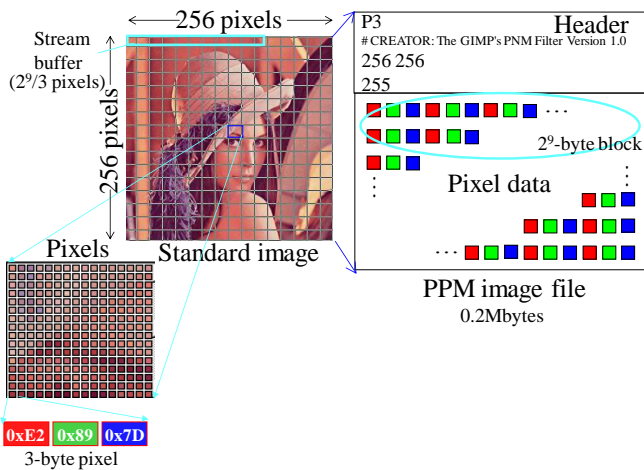 256 pixels
Stream
buffer
(2⁹/3 pixels)
256 pixels
P3
Header
# CREATOR: The GIMP's PNM Filter Version 1.0
256 256
255
...
2⁹-byte block
Pixel data
...
Pixels
Standard image
PPM image file
0.2Mbytes
0xE2 0x89 0x7D
3-byte pixel